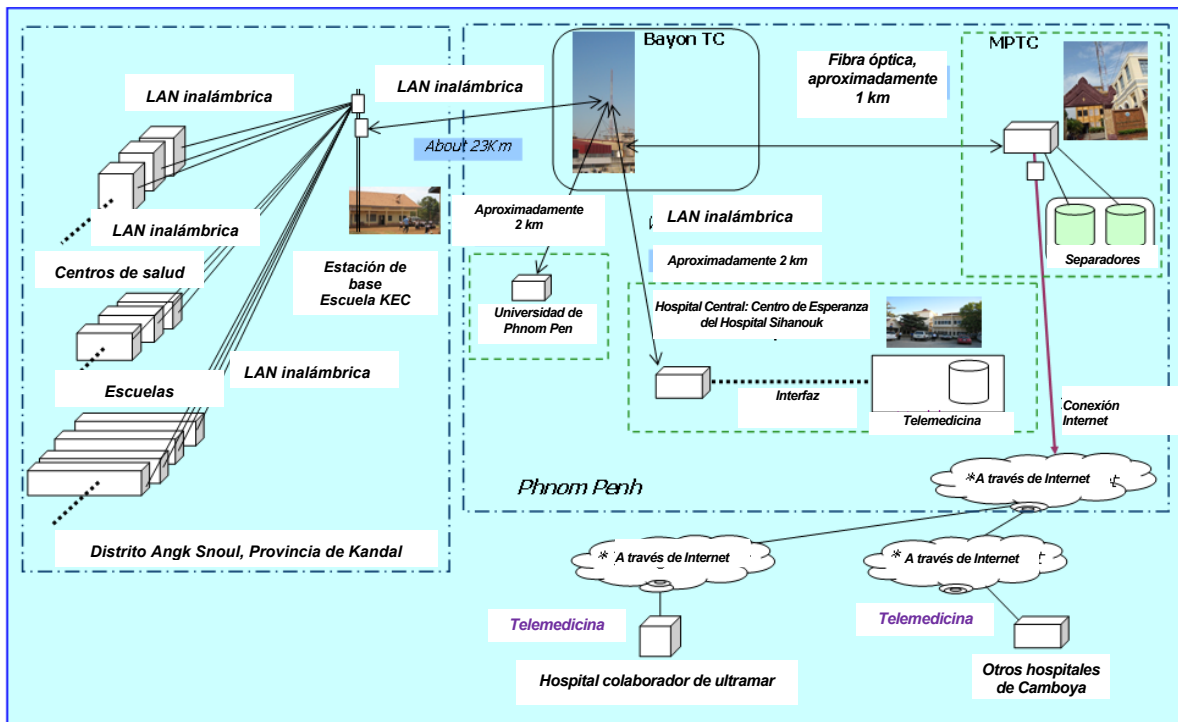 Bayon TC
MPTC
Fibra óptica,
aproximadamente
1 km
LAN inalámbrica
LAN inalámbrica
About 23Km
Aproximadamente
2 km
LAN inalámbrica
LAN inalámbrica
Aproximadamente 2 km
Separadores
Centros de salud
Estación de
base
Escuela KEC
Universidad de
Phnom Pen
Hospital Central: Centro de Esperanza
del Hospital Sihanouk
LAN inalámbrica
Escuelas
Interfaz
Telemedicina
Conexión
Internet
Phnom Penh
*A través de Internet
Distrito Angk Snoul, Provincia de Kandal
* A través de Internet
* A través de Internet
Telemedicina
Telemedicina
Hospital colaborador de ultramar
Otros hospitales
de Camboya